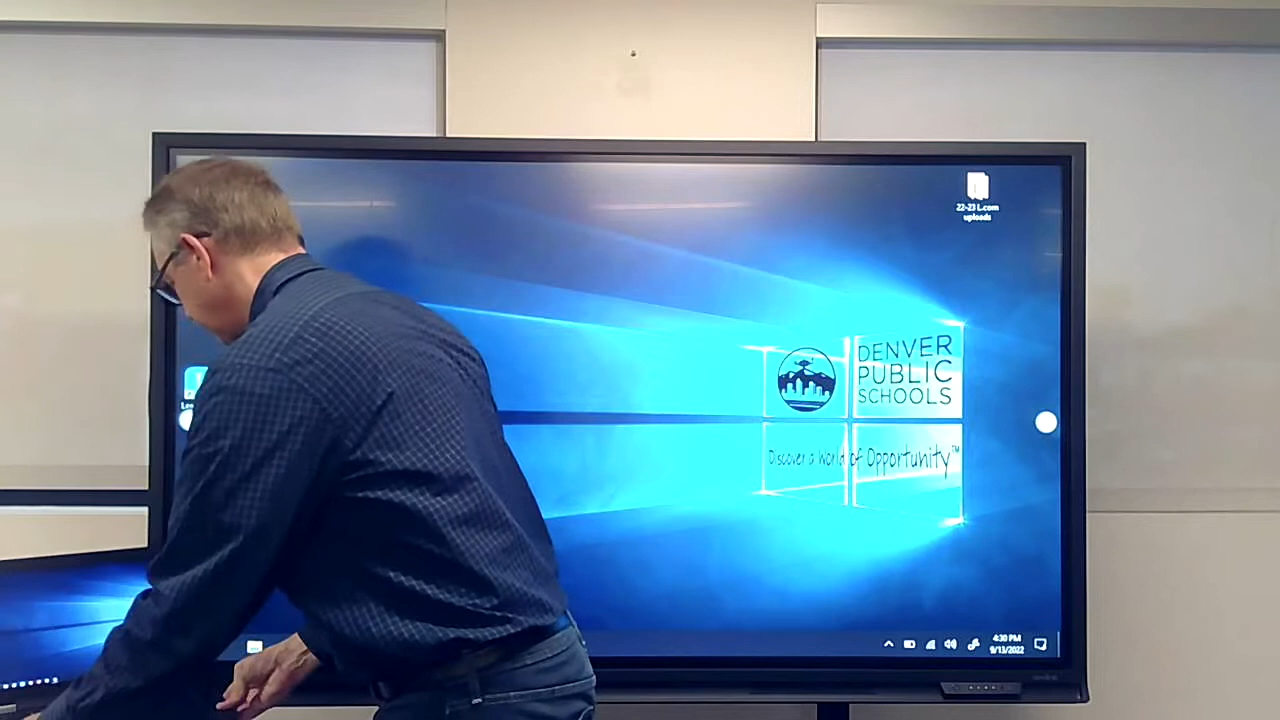 22-23 L.com
uploads
DENVER
PUBLIC
SCHOOLS
Discover a World of Opportunity™
4:30 PM
9/13/2022